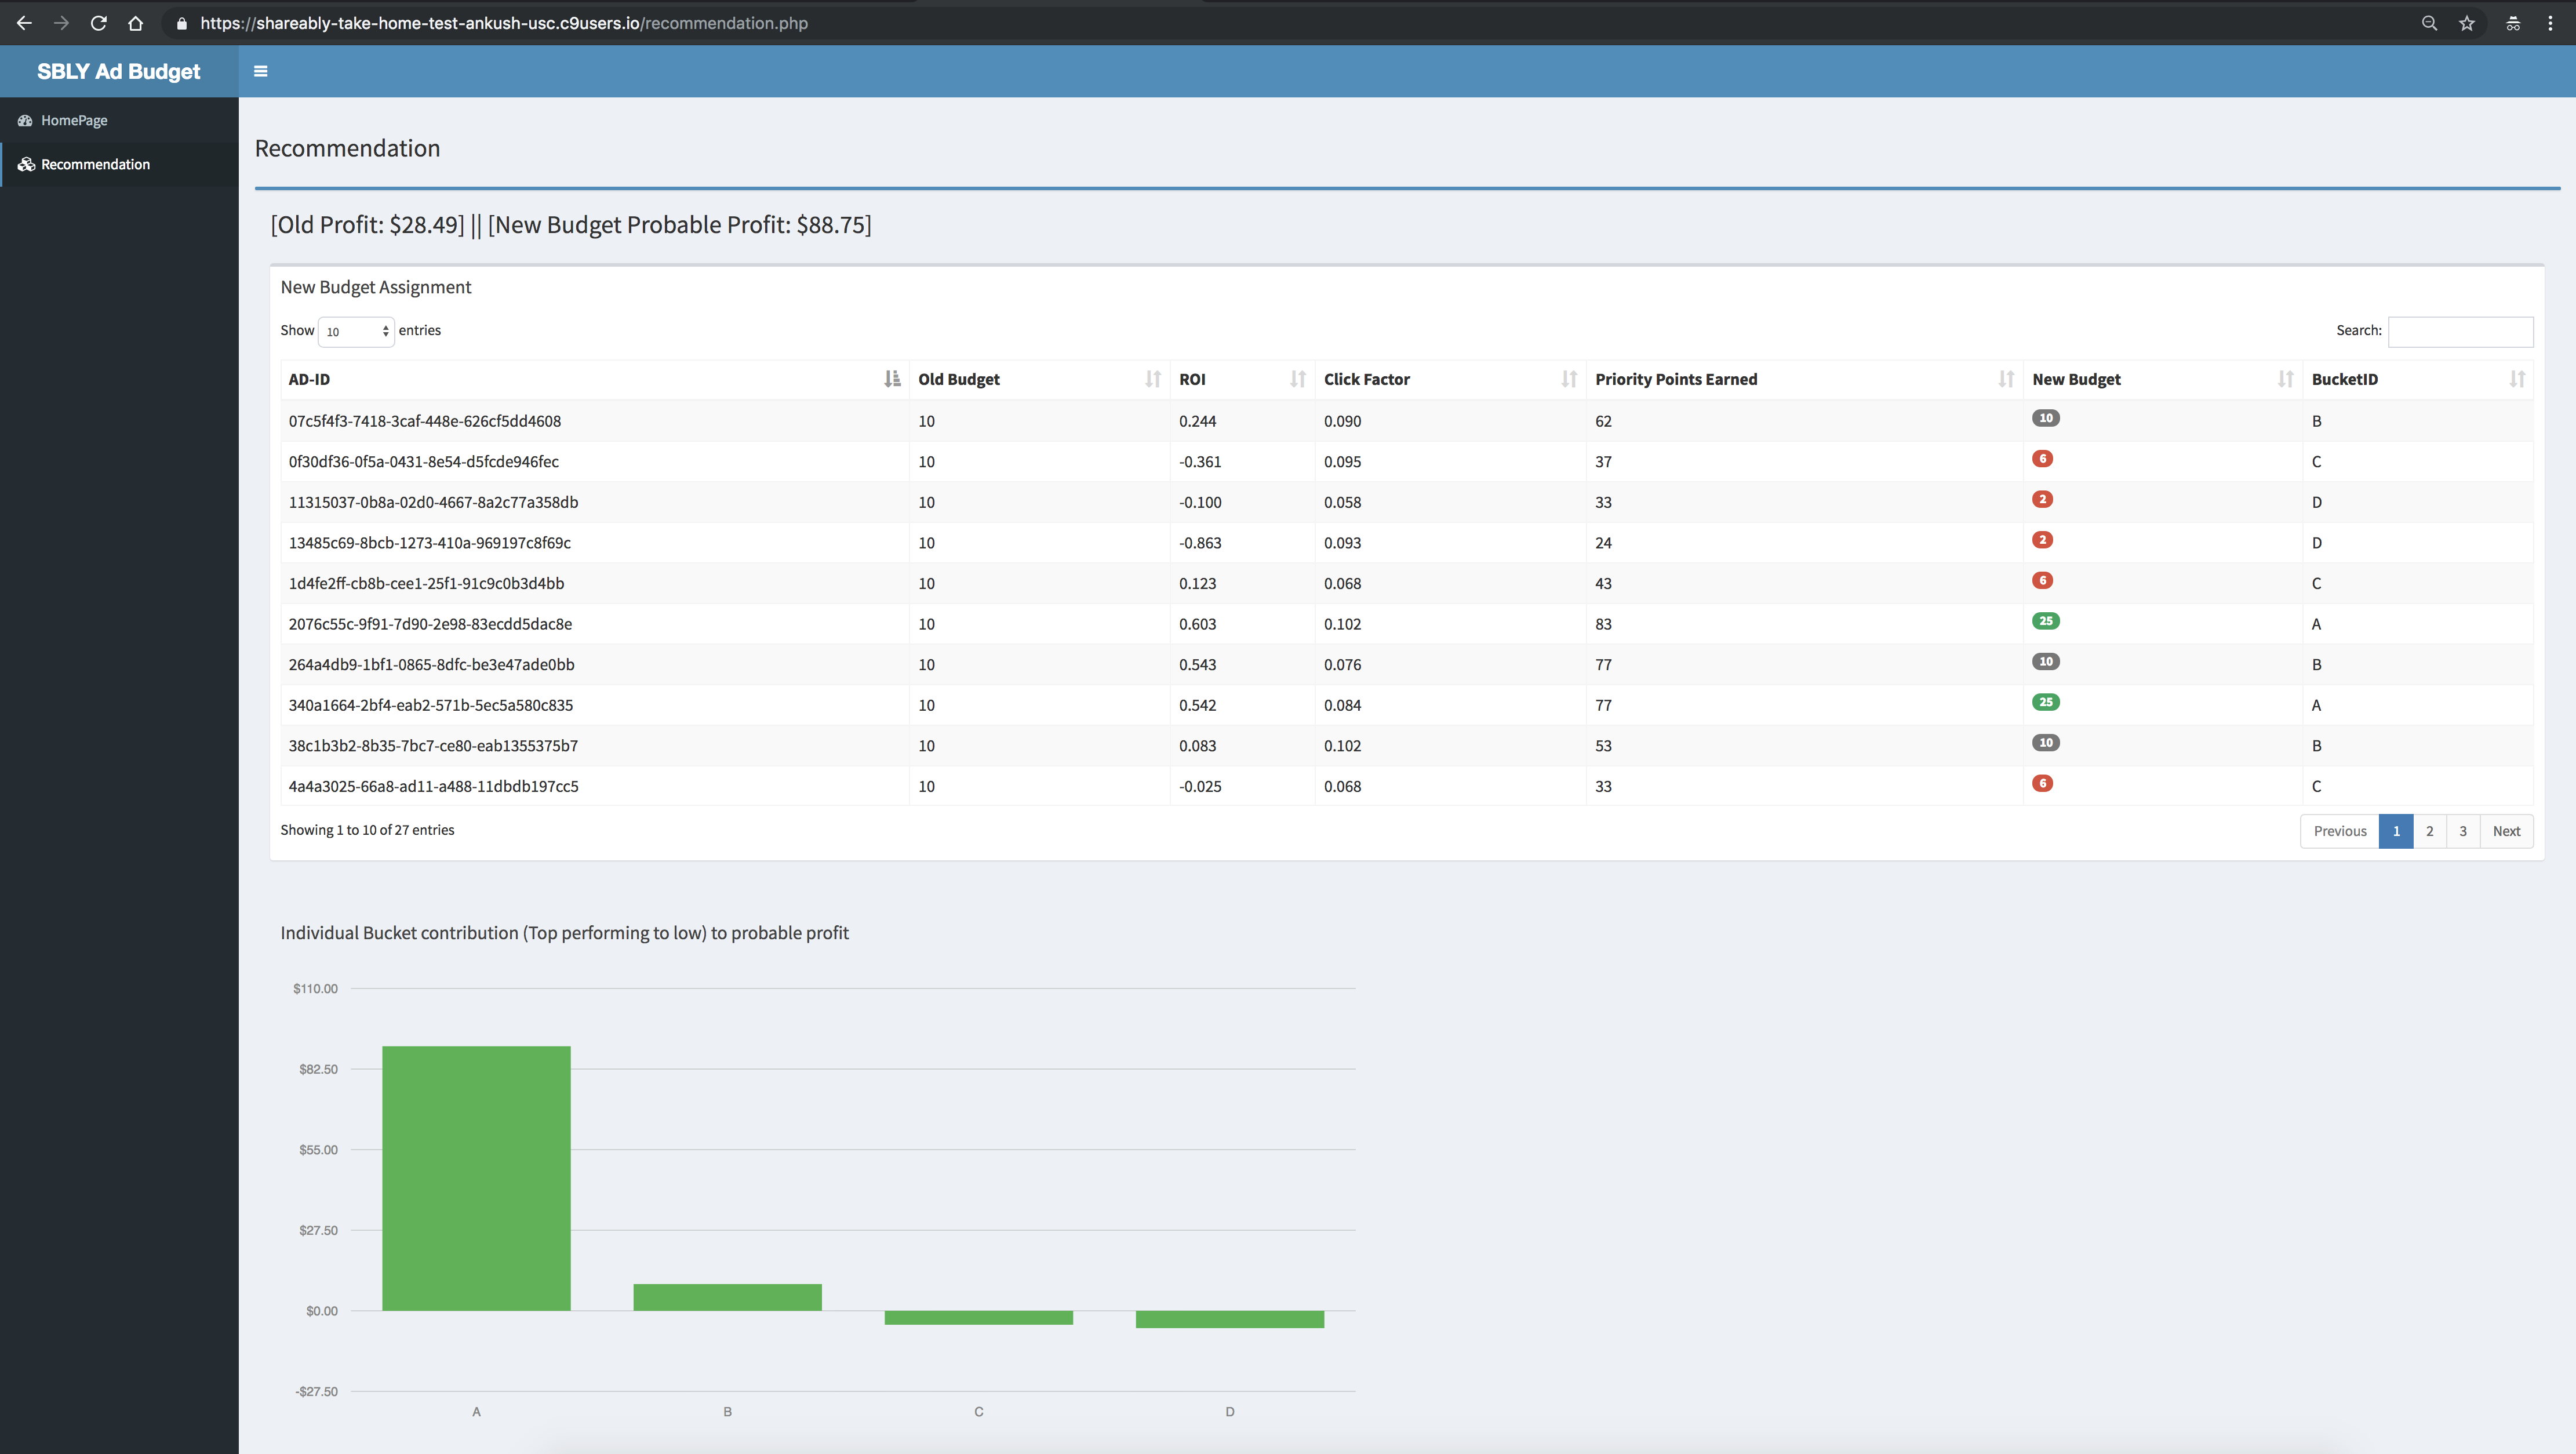 https://shareably-take-home-test-ankush-usc.c9users.io/recommendation.php
SBLY Ad Budget
HomePage
Recommendation
Recommendation
[Old Profit: $28.49] || [New Budget Probable Profit: $88.75]
New Budget Assignment
Show 10 entries Search:
AD-ID Old Budget ROI Click Factor Priority Points Earned New Budget BucketID
07c5f4f3-7418-3caf-448e-626cf5dd4608 10 0.244 0.090 62 10 B
0f30df36-0f5a-0431-8e54-d5fcde946fec 10 -0.361 0.095 37 6 C
11315037-0b8a-02d0-4667-8a2c77a358db 10 -0.100 0.058 33 2 D
13485c69-8bcb-1273-410a-969197c8f69c 10 -0.863 0.093 24 2 D
1d4fe2ff-cb8b-cee1-25f1-91c9c0b3d4bb 10 0.123 0.068 43 6 C
2076c55c-9f91-7d90-2e98-83ecdd5dac8e 10 0.603 0.102 83 25 A
264a4db9-1bf1-0865-8dfc-be3e47ade0bb 10 0.543 0.076 77 10 B
340a1664-2bf4-eab2-571b-5ec5a580c835 10 0.542 0.084 77 25 A
38c1b3b2-8b35-7bc7-ce80-eab1355375b7 10 0.083 0.102 53 10 B
4a4a3025-66a8-ad11-a488-11dbdb197cc5 10 -0.025 0.068 33 6 C
Showing 1 to 10 of 27 entries Previous 1 2 3 Next
Individual Bucket contribution (Top performing to low) to probable profit
$110.00
$82.50
$55.00
$27.50
$0.00
-$27.50
A B C D